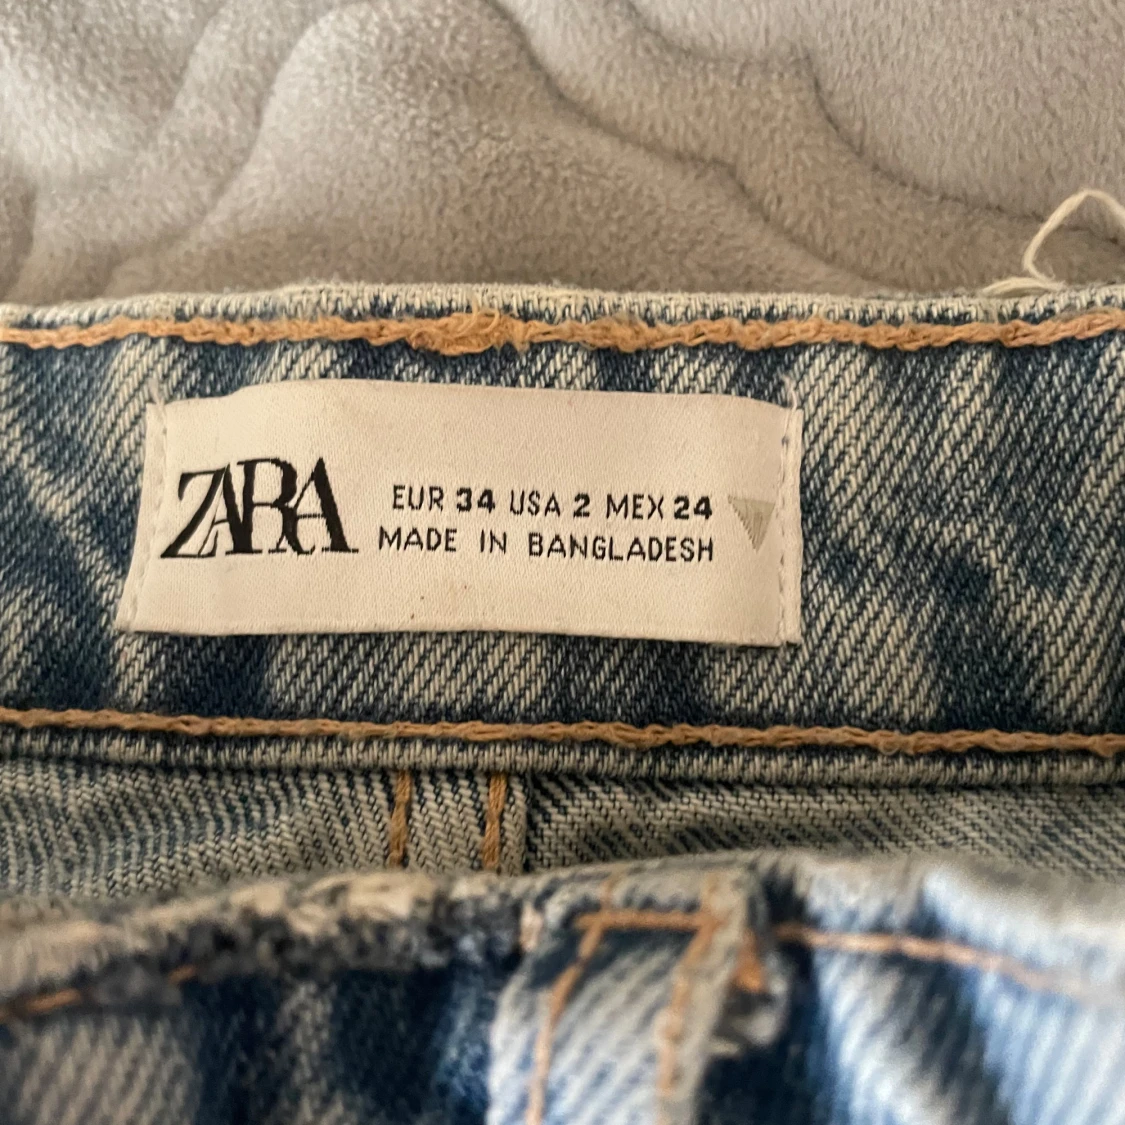 ZARA
EUR 34 USA 2 MEX 24
MADE IN BANGLADESH